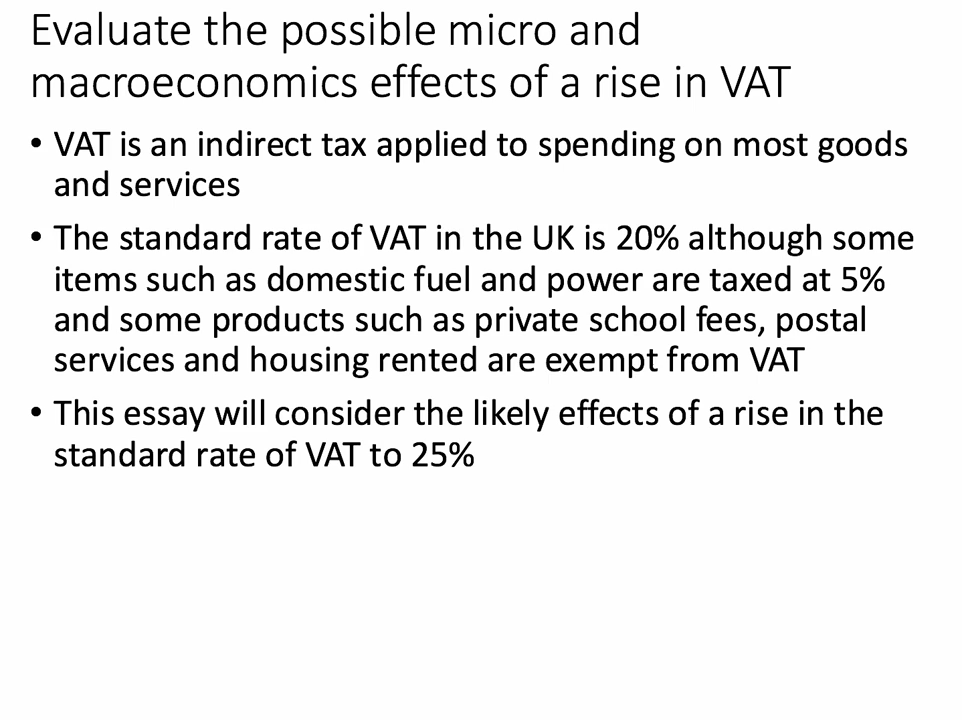 Evaluate the possible micro and
macroeconomics effects of a rise in VAT
• VAT is an indirect tax applied to spending on most goods
and services
• The standard rate of VAT in the UK is 20% although some
items such as domestic fuel and power are taxed at 5%
and some products such as private school fees, postal
services and housing rented are exempt from VAT
• This essay will consider the likely effects of a rise in the
standard rate of VAT to 25%